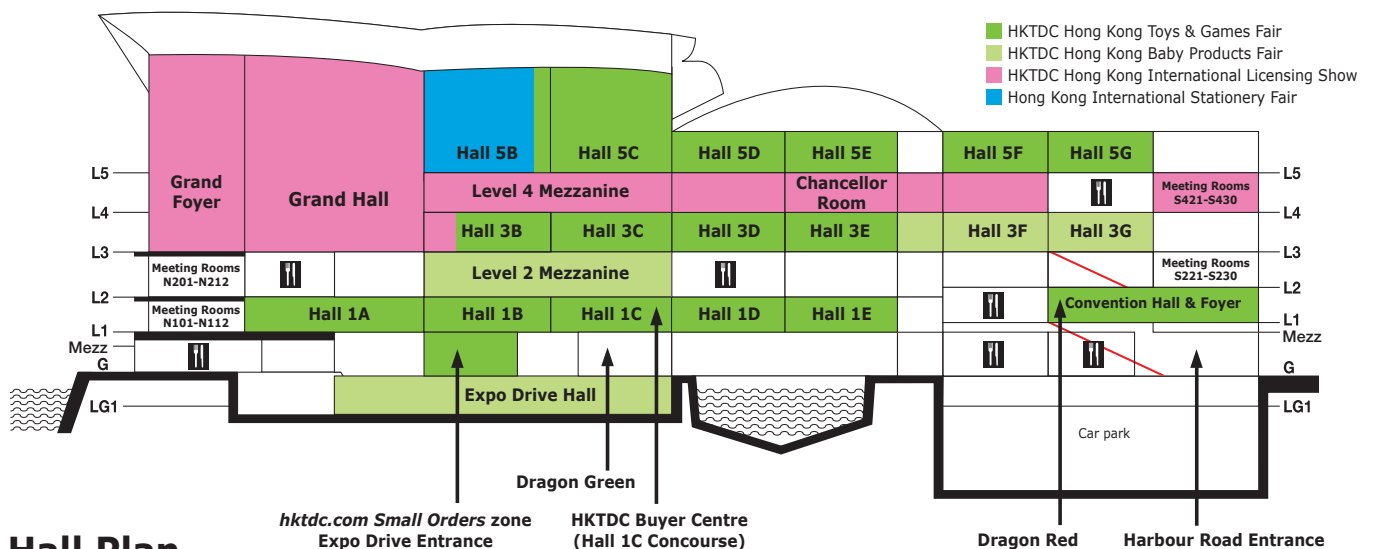 HKTDC Hong Kong Toys & Games Fair
HKTDC Hong Kong Baby Products Fair
HKTDC Hong Kong International Licensing Show
Hong Kong International Stationery Fair
Hall 5B
Hall 5C
Hall 5D
Hall 5E
Hall 5F
Hall 5G
L5
L5
Grand
Foyer
Grand Hall
Level 4 Mezzanine
Chancellor
Room
Meeting Rooms
S421-S430
L4
L4
Hall 3B
Hall 3C
Hall 3D
Hall 3E
Hall 3F
Hall 3G
L3
L3
Meeting Rooms
N201-N212
Level 2 Mezzanine
Meeting Rooms
S221-S230
L2
L2
Meeting Rooms
N101-N112
Hall 1A
Hall 1B
Hall 1C
Hall 1D
Hall 1E
Convention Hall & Foyer
L1
L1
Mezz
Mezz
G
G
Expo Drive Hall
LG1
LG1
Car park
Dragon Green
hktdc.com Small Orders zone
Expo Drive Entrance
HKTDC Buyer Centre
(Hall 1C Concourse)
Dragon Red
Harbour Road Entrance
Hall Plan